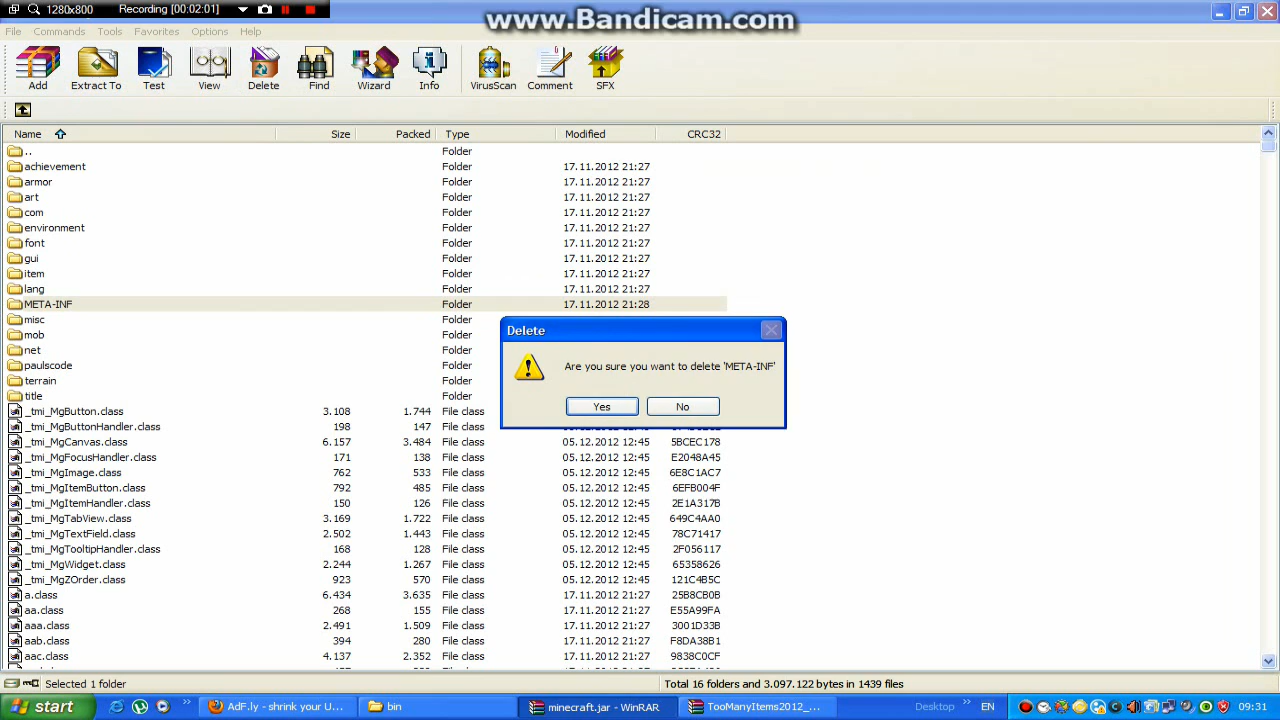 1280x800 Recording [00:02:01]
www.Bandicam.com
File Commands Tools Favorites Options Help
Add Extract To Test View Delete Find Wizard Info VirusScan Comment SFX
Name Size Packed Type Modified CRC32
.. Folder
achievement Folder 17.11.2012 21:27
armor Folder 17.11.2012 21:27
art Folder 17.11.2012 21:27
com Folder 17.11.2012 21:27
environment Folder 17.11.2012 21:27
font Folder 17.11.2012 21:27
gui Folder 17.11.2012 21:27
item Folder 17.11.2012 21:27
lang Folder 17.11.2012 21:27
META-INF Folder 17.11.2012 21:28
misc Folder
mob Folder
net Folder
paulscode Folder
terrain Folder
title Folder
Delete
Are you sure you want to delete 'META-INF'
Yes No
_tmi_MgButton.class 3.108 1.744 File class
_tmi_MgButtonHandler.class 198 147 File class
_tmi_MgCanvas.class 6.157 3.484 File class 05.12.2012 12:45 5BCEC178
_tmi_MgFocusHandler.class 171 138 File class 05.12.2012 12:45 E2048A45
_tmi_MgImage.class 762 533 File class 05.12.2012 12:45 6E8C1AC7
_tmi_MgItemButton.class 792 485 File class 05.12.2012 12:45 6EFB004F
_tmi_MgItemHandler.class 150 126 File class 05.12.2012 12:45 2E1A317B
_tmi_MgTabView.class 3.169 1.722 File class 05.12.2012 12:45 649C4AA0
_tmi_MgTextField.class 2.502 1.443 File class 05.12.2012 12:45 78C71417
_tmi_MgTooltipHandler.class 168 128 File class 05.12.2012 12:45 2F056117
_tmi_MgWidget.class 2.244 1.267 File class 05.12.2012 12:45 65358626
_tmi_MgZOrder.class 923 570 File class 05.12.2012 12:45 121C4B5C
a.class 6.434 3.635 File class 17.11.2012 21:27 25B8CB0B
aa.class 268 155 File class 17.11.2012 21:27 E55A99FA
aaa.class 2.491 1.509 File class 17.11.2012 21:27 3001D33B
aab.class 394 280 File class 17.11.2012 21:27 F8DA38B1
aac.class 4.137 2.352 File class 17.11.2012 21:27 9838C0CF
Selected 1 folder Total 16 folders and 3.097.122 bytes in 1439 files
start AdF.ly - shrink your U... bin minecraft.jar - WinRAR TooManyItems2012_... Desktop EN 09:31